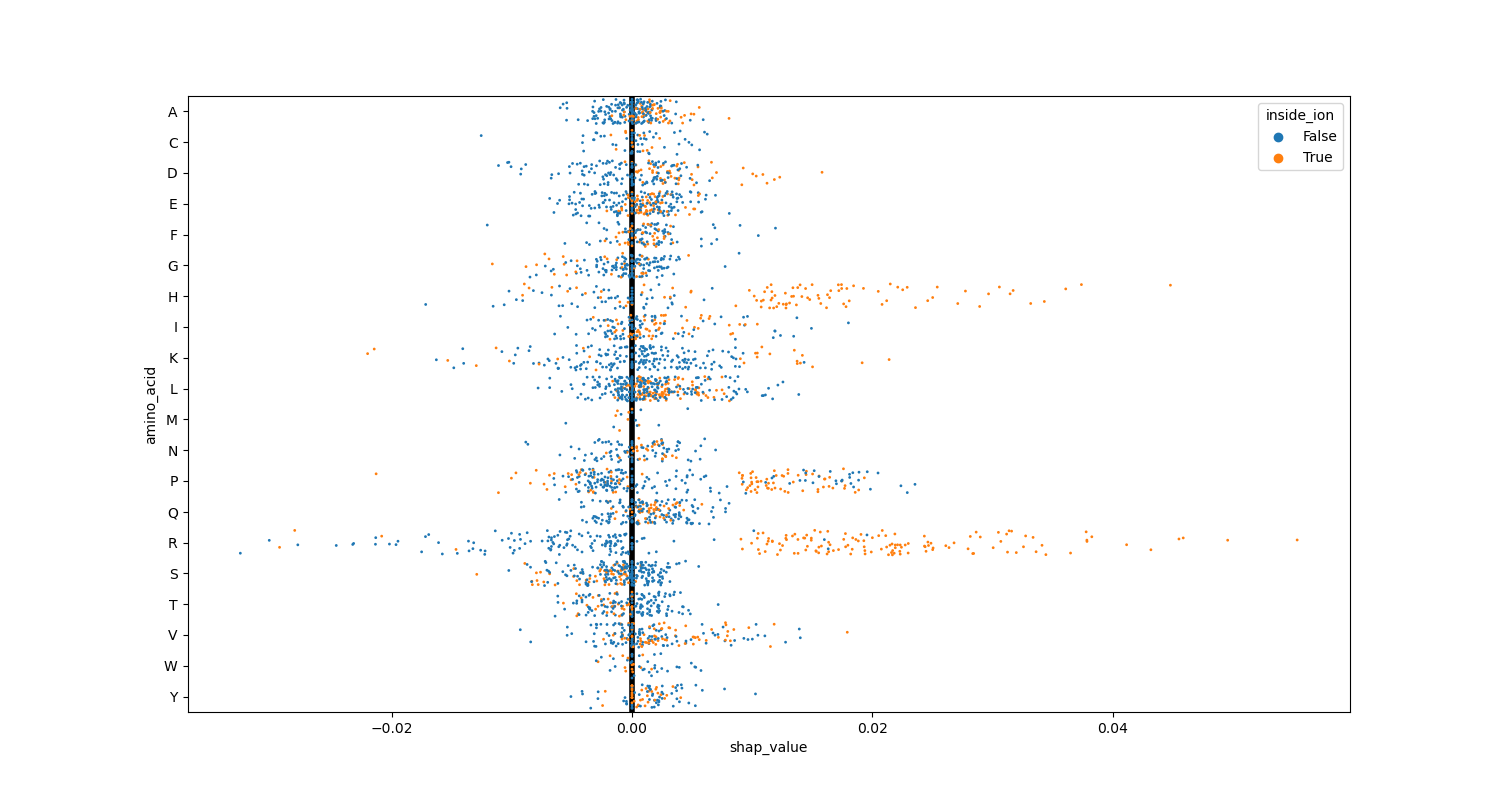 inside_ion
False
True
amino_acid
A
C
D
E
F
G
H
I
K
L
M
N
P
Q
R
S
T
V
W
Y
−0.02
0.00
0.02
0.04
shap_value